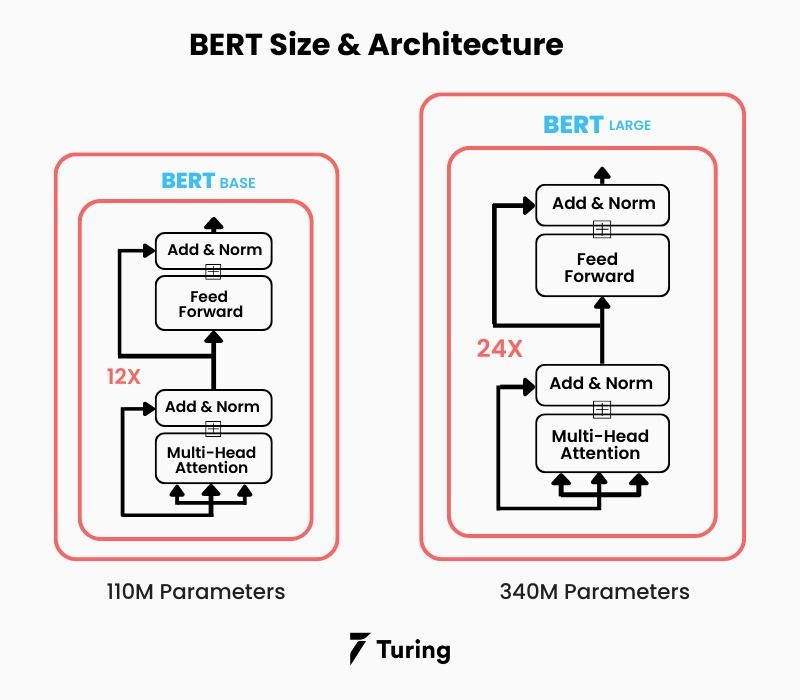 BERT Size & Architecture
BERT BASE
Add & Norm
Feed
Forward
12X
Add & Norm
Multi-Head
Attention
110M Parameters
BERT LARGE
Add & Norm
Feed
Forward
24X
Add & Norm
Multi-Head
Attention
340M Parameters
Turing